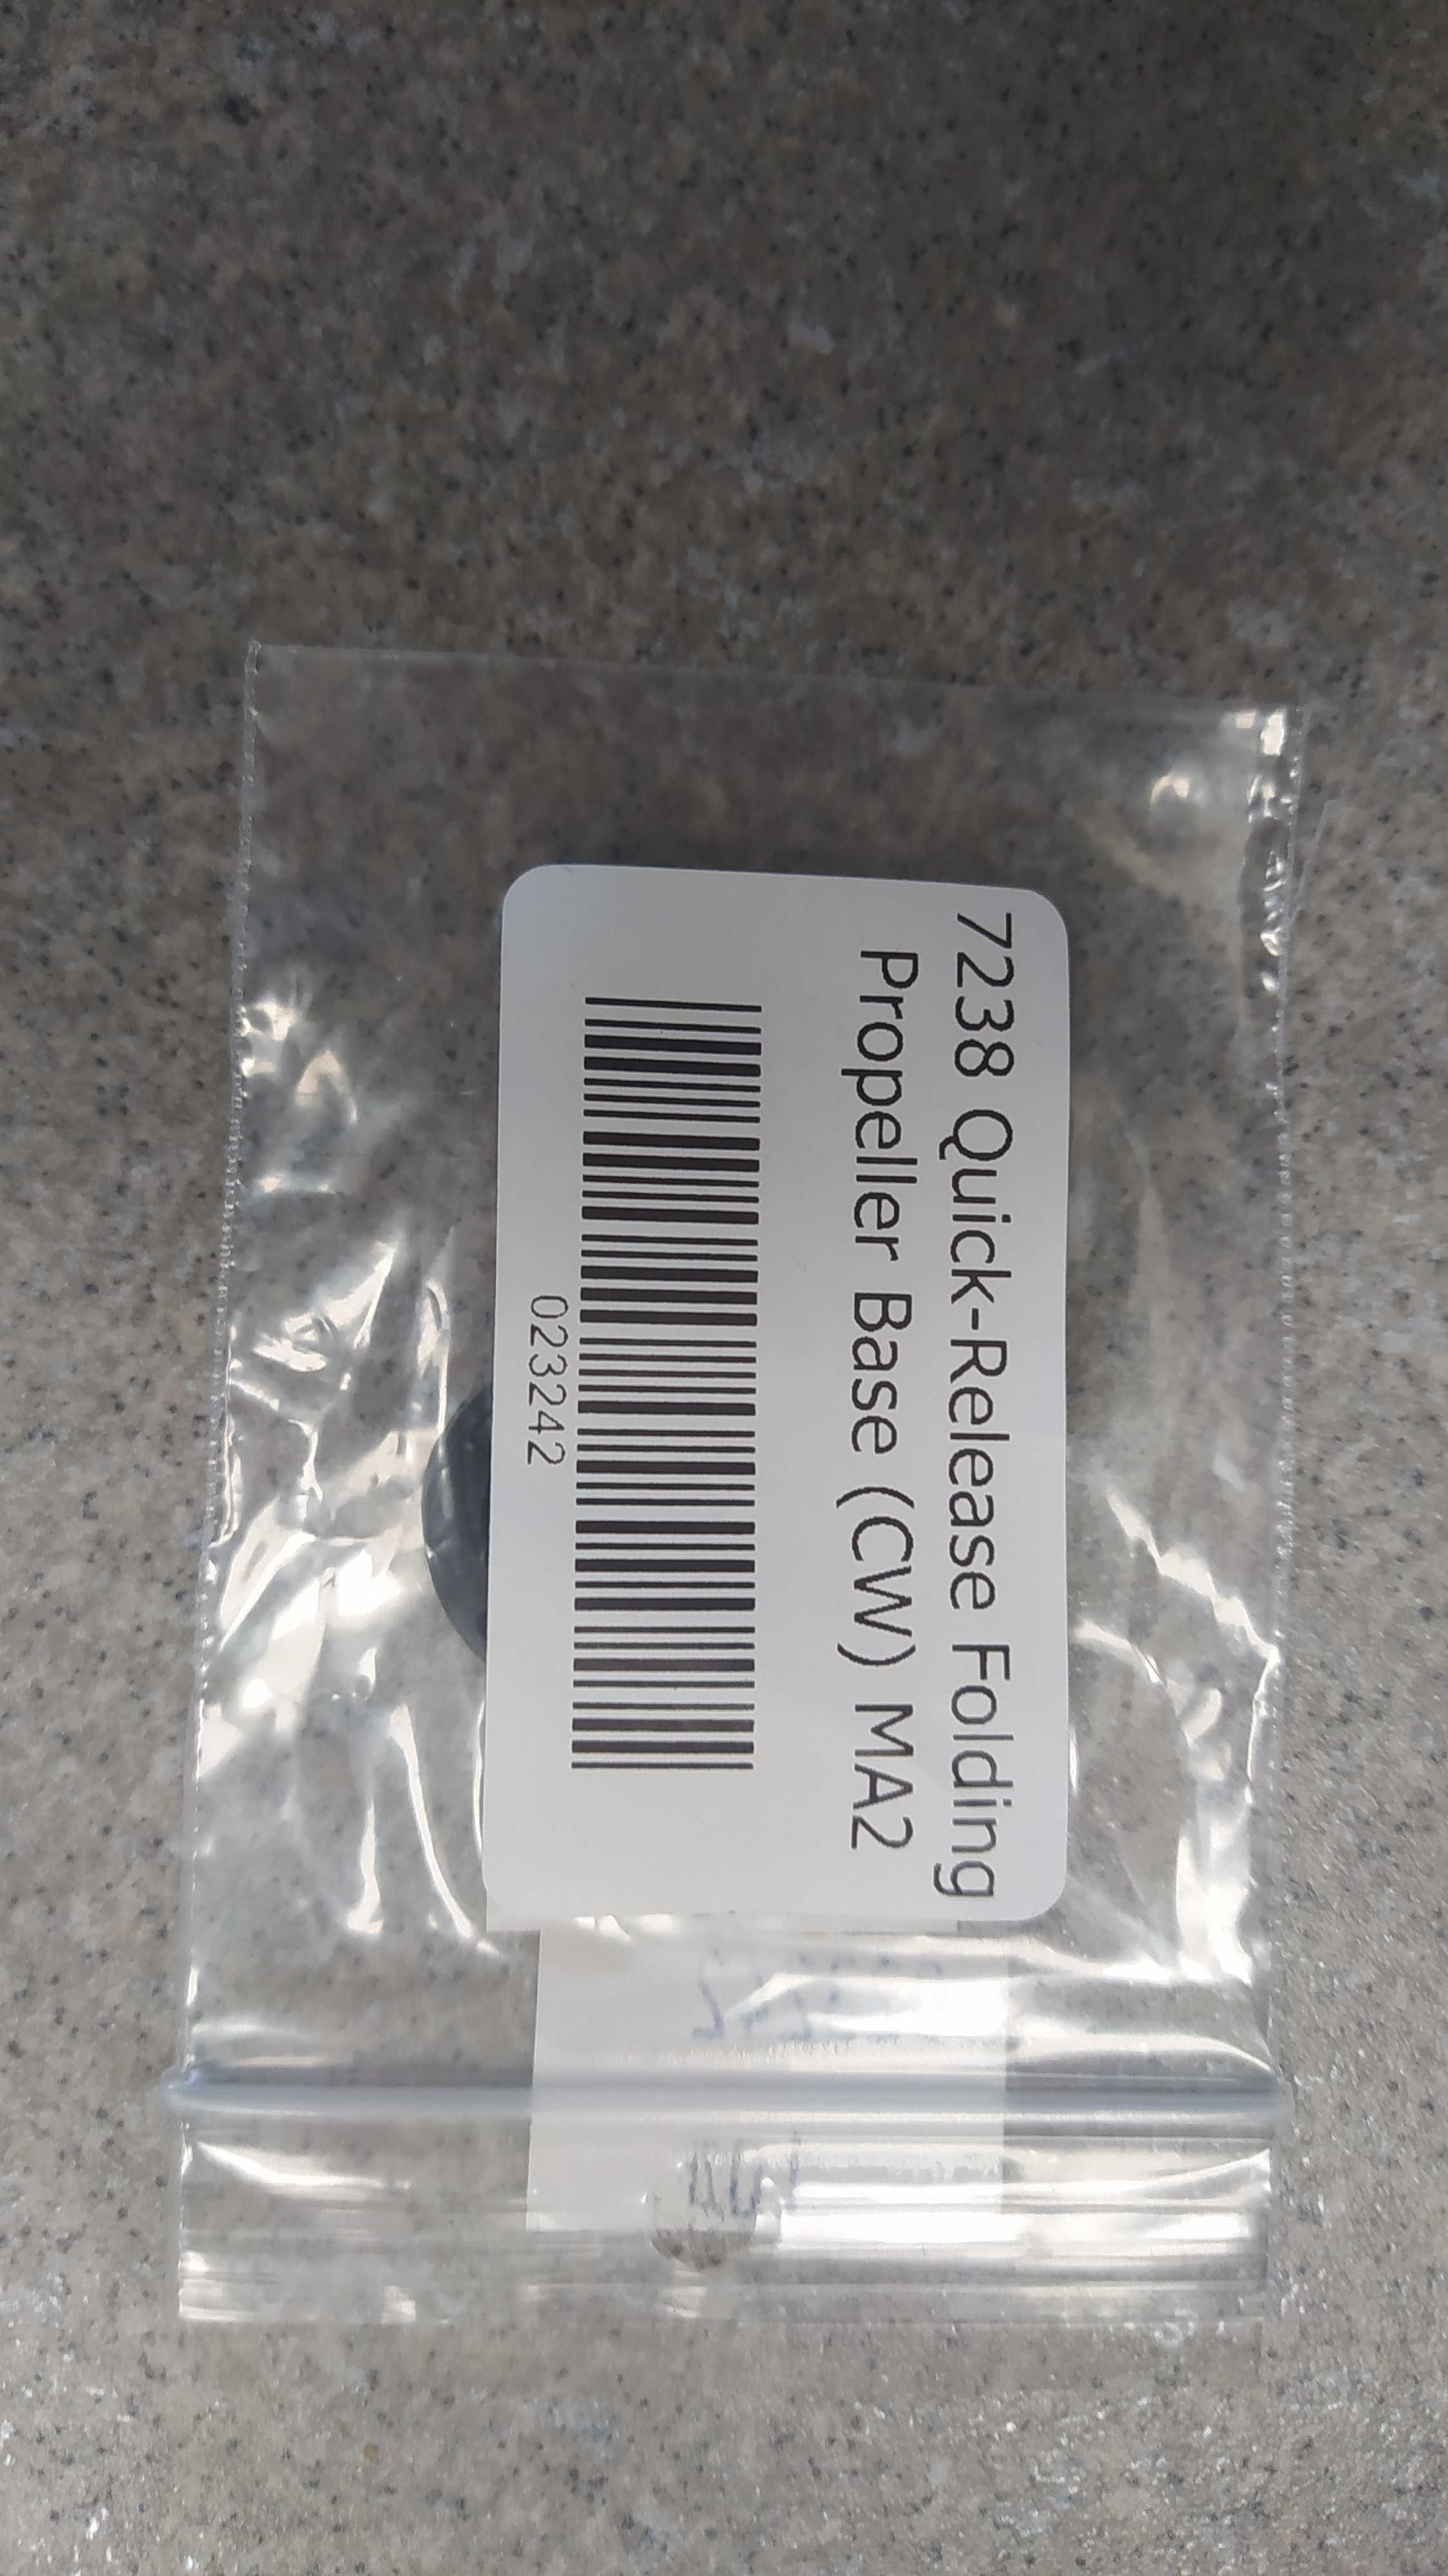 7238 Quick-Release Folding
Propeller Base (CW) MA2
023242